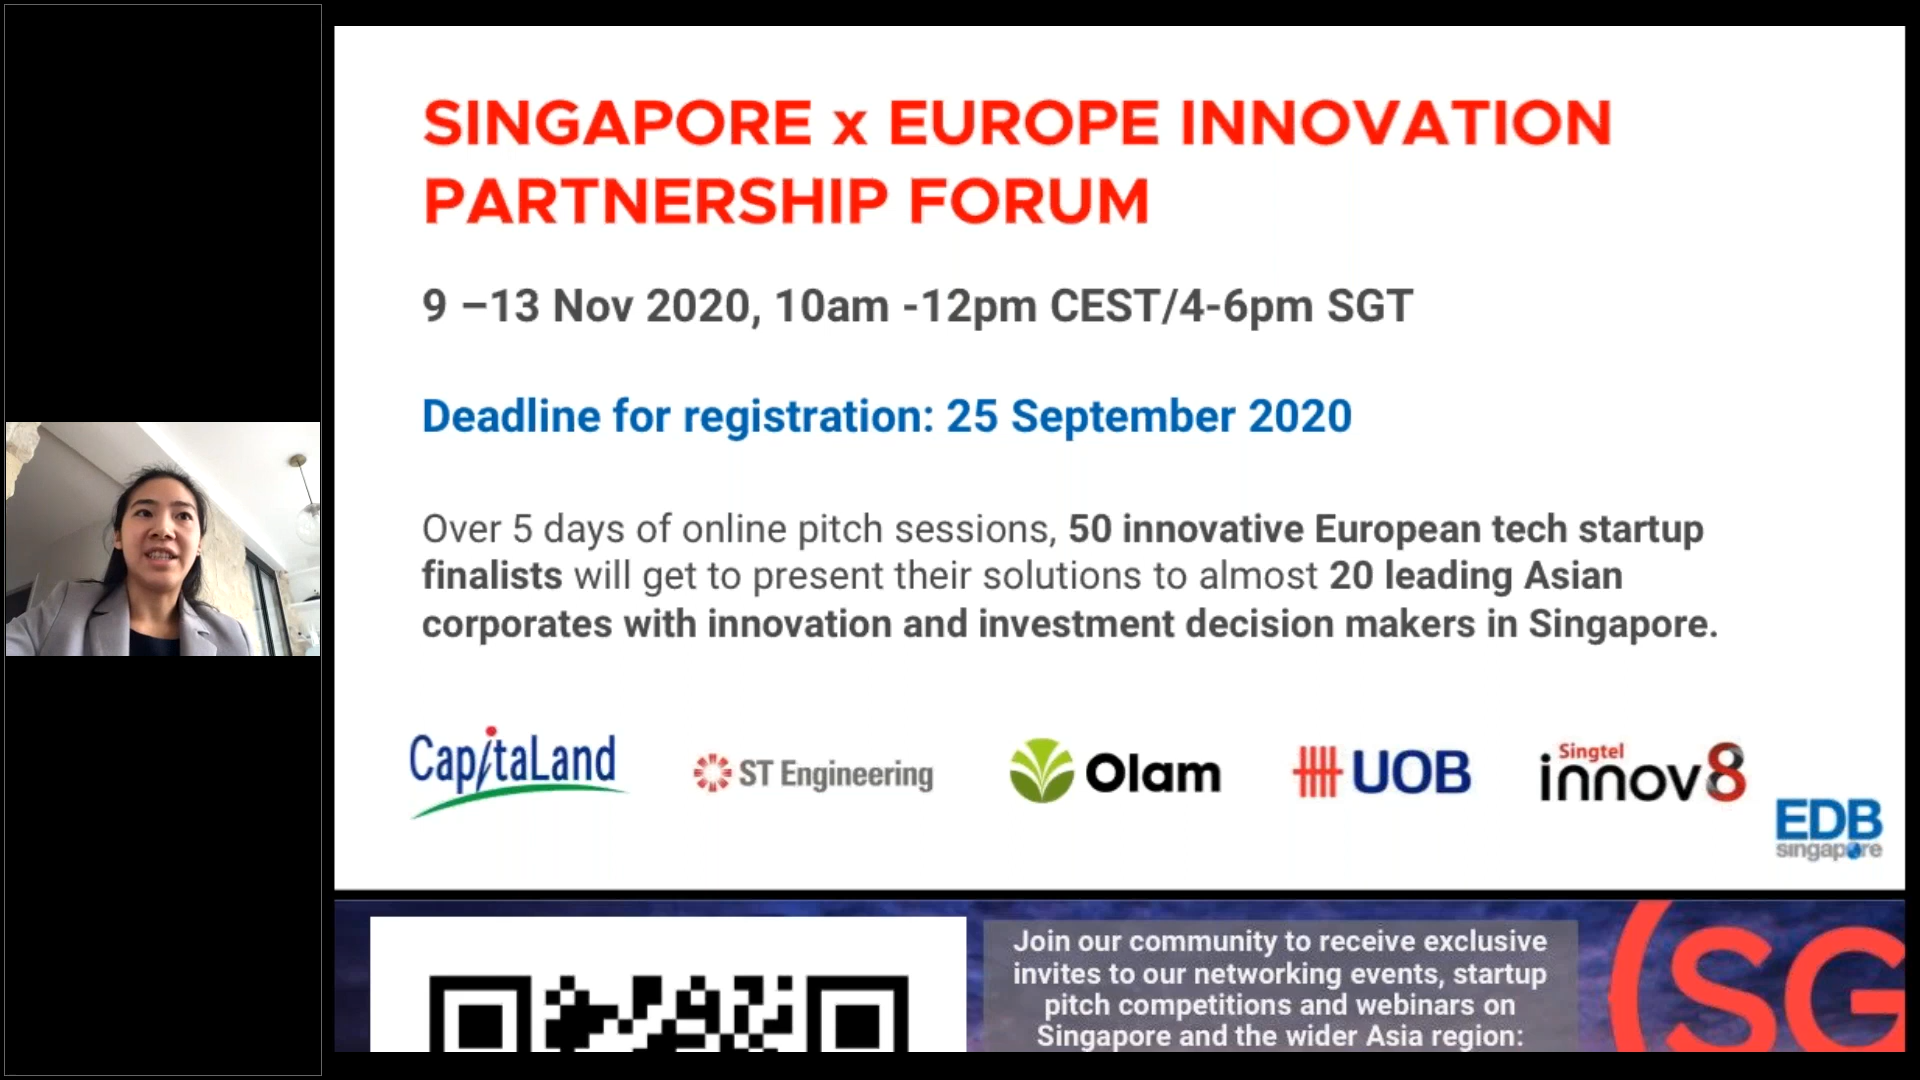 SINGAPORE x EUROPE INNOVATION
PARTNERSHIP FORUM
9 –13 Nov 2020, 10am -12pm CEST/4-6pm SGT
Deadline for registration: 25 September 2020
Over 5 days of online pitch sessions, 50 innovative European tech startup
finalists will get to present their solutions to almost 20 leading Asian
corporates with innovation and investment decision makers in Singapore.
CapitaLand
ST Engineering
Olam
UOB
Singtel
innov8
EDB
singapore
Join our community to receive exclusive
invites to our networking events, startup
pitch competitions and webinars on
Singapore and the wider Asia region:
(SG